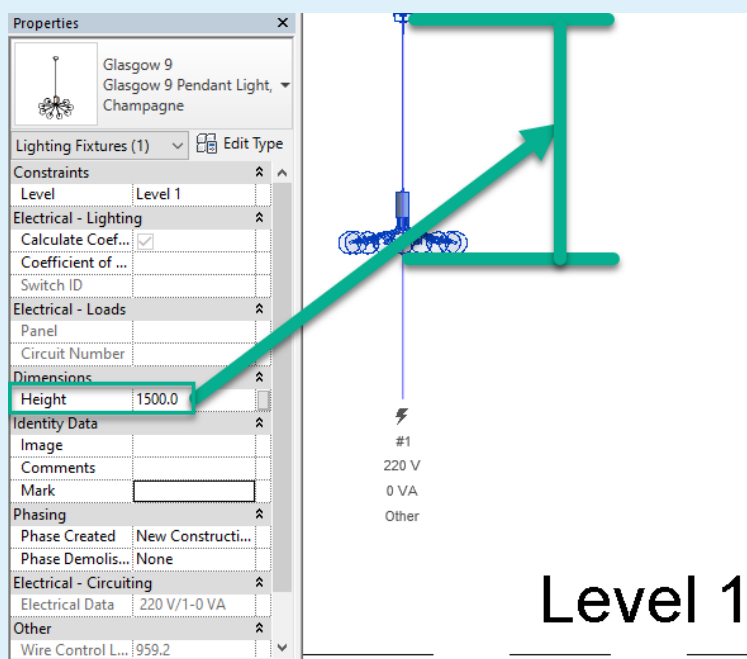 Properties
Glasgow 9
Glasgow 9 Pendant Light,
Champagne
Lighting Fixtures (1)
Edit Type
Constraints
Level Level 1
Electrical - Lighting
Calculate Coef...
Coefficient of ...
Switch ID
Electrical - Loads
Panel
Circuit Number
Dimensions
Height 1500.0
Identity Data
Image
Comments
Mark
Phasing
Phase Created New Constructi...
Phase Demolis... None
Electrical - Circuiting
Electrical Data 220 V/1-0 VA
Other
Wire Control L... 959.2
#1
220 V
0 VA
Other
Level 1